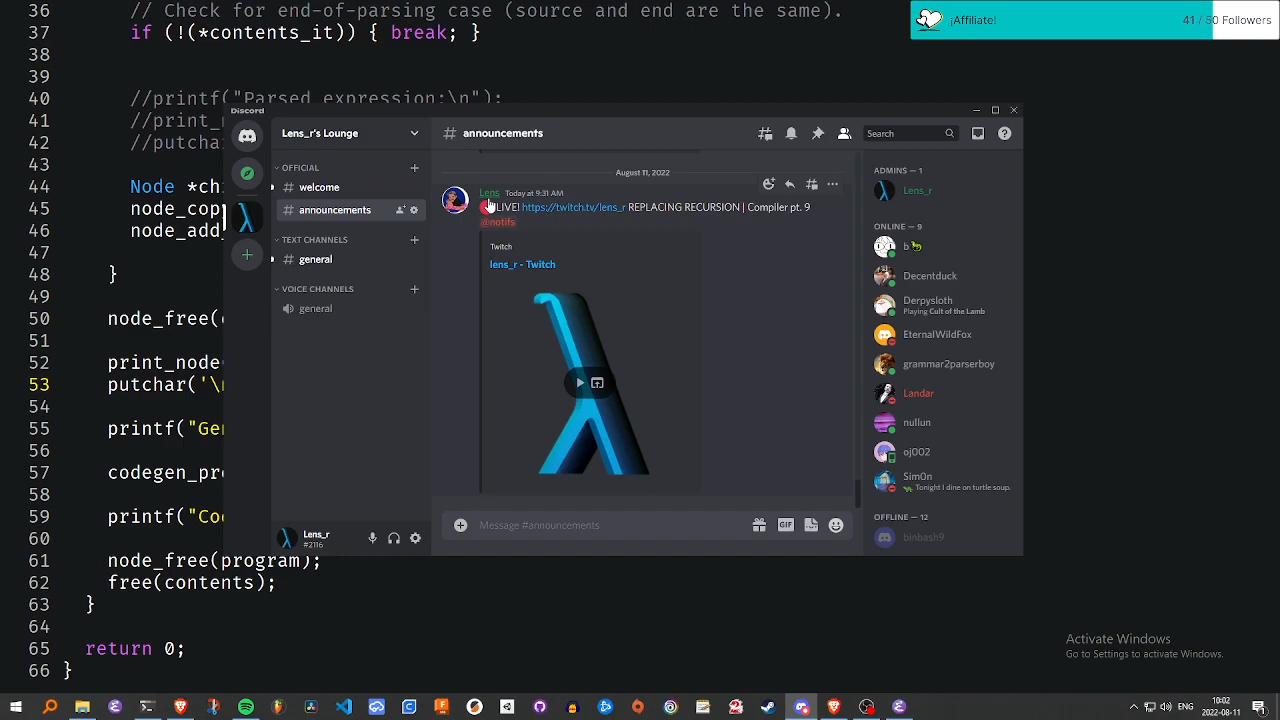 36 // Check for end-of-parsing case (source and end are the same).
37 if (!(*contents_it)) { break; }
38
39
40 //printf("Parsed expression:\n");
41 //print_
42 //putchar
43
44 Node *chi
45 node_cop
46 node_add_
47
48 }
49
50 node_free(
51
52 print_node
53 putchar('\
54
55 printf("Ge
56
57 codegen_pr
58
59 printf("Co
60
61 node_free(program);
62 free(contents);
63 }
64
65 return 0;
66 }
¡Affiliate!
41 / 50 Followers
Discord
Lens_r's Lounge
OFFICIAL
# welcome
# announcements
TEXT CHANNELS
# general
VOICE CHANNELS
general
Lens_r
#2116
# announcements
Search
August 11, 2022
Lens Today at 9:31 AM
LIVE! https://twitch.tv/lens_r REPLACING RECURSION | Compiler pt. 9
@notifs
Twitch
lens_r - Twitch
Message #announcements
GIF
ADMINS — 1
Lens_r
ONLINE — 9
b
Decentduck
Derpysloth
Playing Cult of the Lamb
EternalWildFox
grammar2parserboy
Landar
nullun
oj002
Sim0n
Tonight I dine on turtle soup.
OFFLINE — 12
binbash9
Activate Windows
Go to Settings to activate Windows.
ENG
10:02
2022-08-11